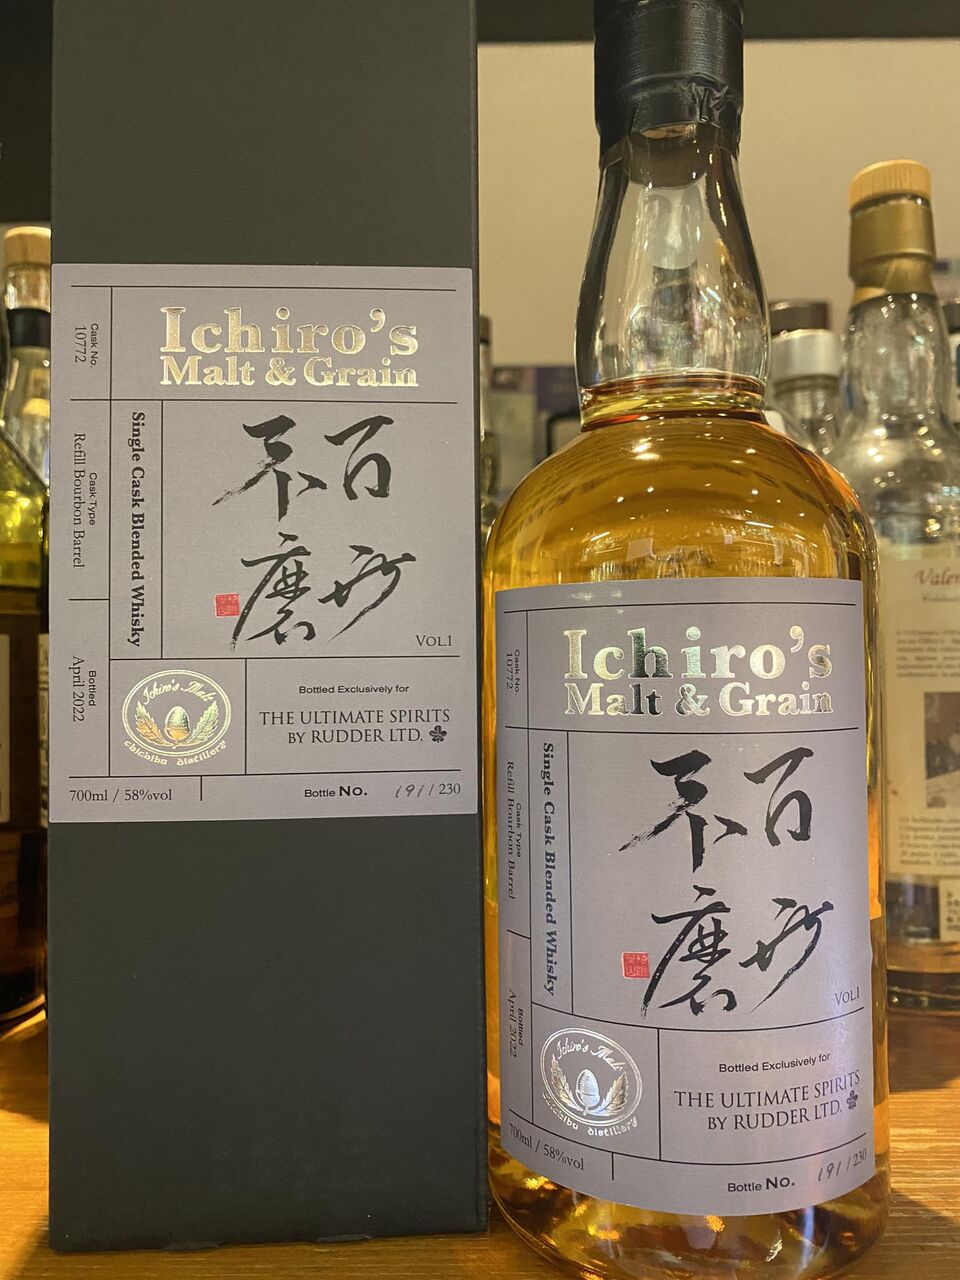 Ichiro's
Malt & Grain
Cask No.
10772
Cask Type
Refill Bourbon Barrel
Bottled
April 2022
Single Cask Blended Whisky
百折
不磨
VOL.1
Ichiro's Malt
chichibu distillery
Bottled Exclusively for
THE ULTIMATE SPIRITS
BY RUDDER LTD.
700ml / 58%vol
Bottle No. 191/230
Ichiro's
Malt & Grain
Cask No.
10772
Cask Type
Refill Bourbon Barrel
Bottled
April 2022
Single Cask Blended Whisky
百折
不磨
VOL.1
Ichiro's Malt
chichibu distillery
Bottled Exclusively for
THE ULTIMATE SPIRITS
BY RUDDER LTD.
700ml / 58%vol
Bottle No. 191/230